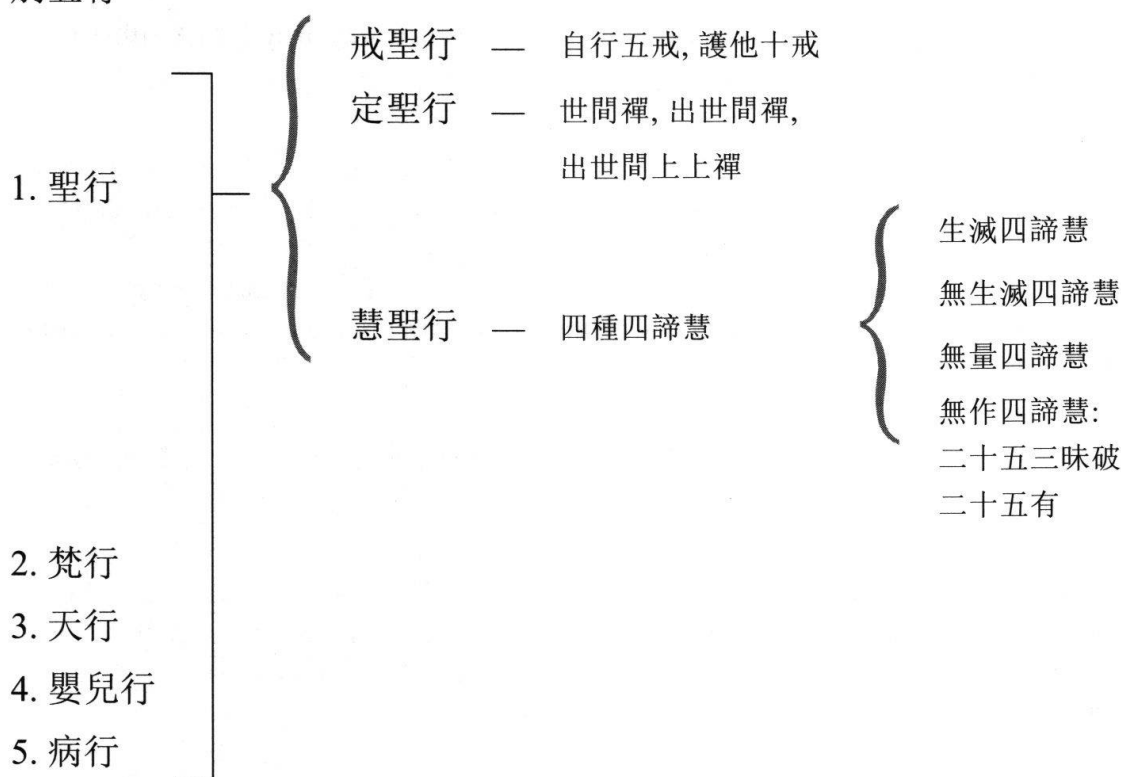 戒聖行 — 自行五戒, 護他十戒
定聖行 — 世間禪, 出世間禪,
出世間上上禪
1. 聖行
生滅四諦慧
無生滅四諦慧
慧聖行 — 四種四諦慧
無量四諦慧
無作四諦慧:
二十五三昧破
二十五有
2. 梵行
3. 天行
4. 嬰兒行
5. 病行